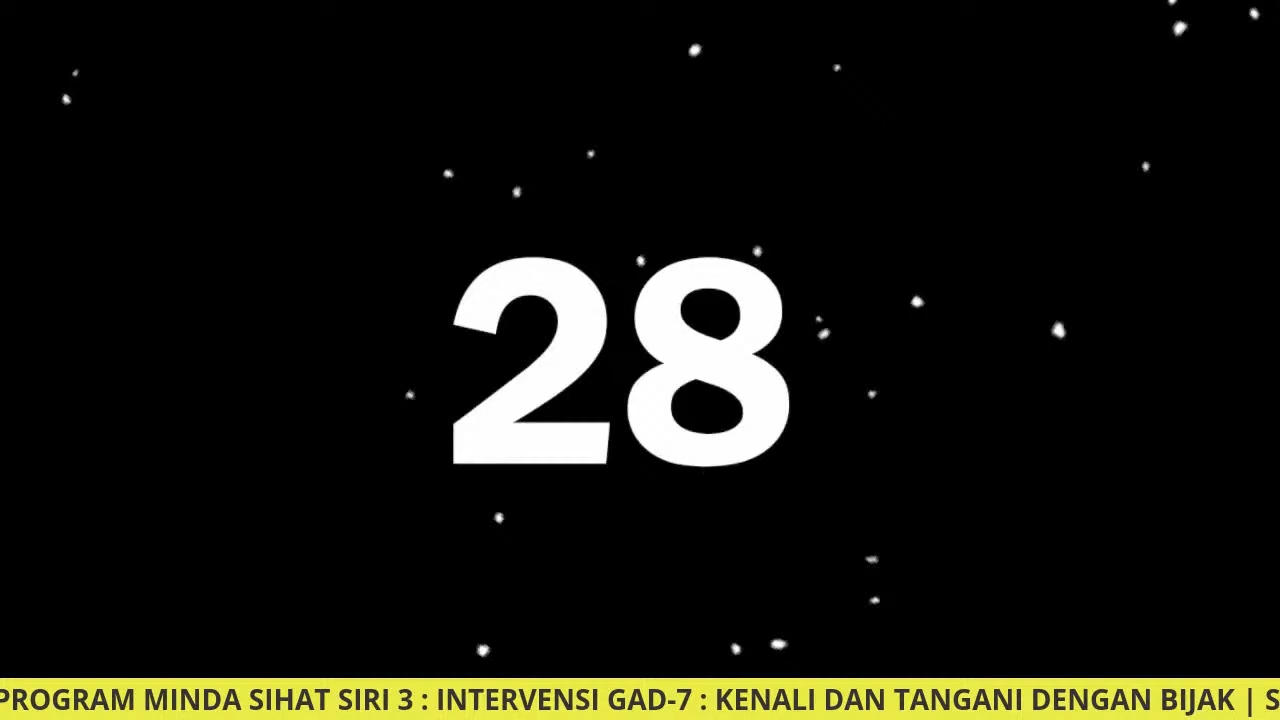 28
PROGRAM MINDA SIHAT SIRI 3 : INTERVENSI GAD-7 : KENALI DAN TANGANI DENGAN BIJAK | S